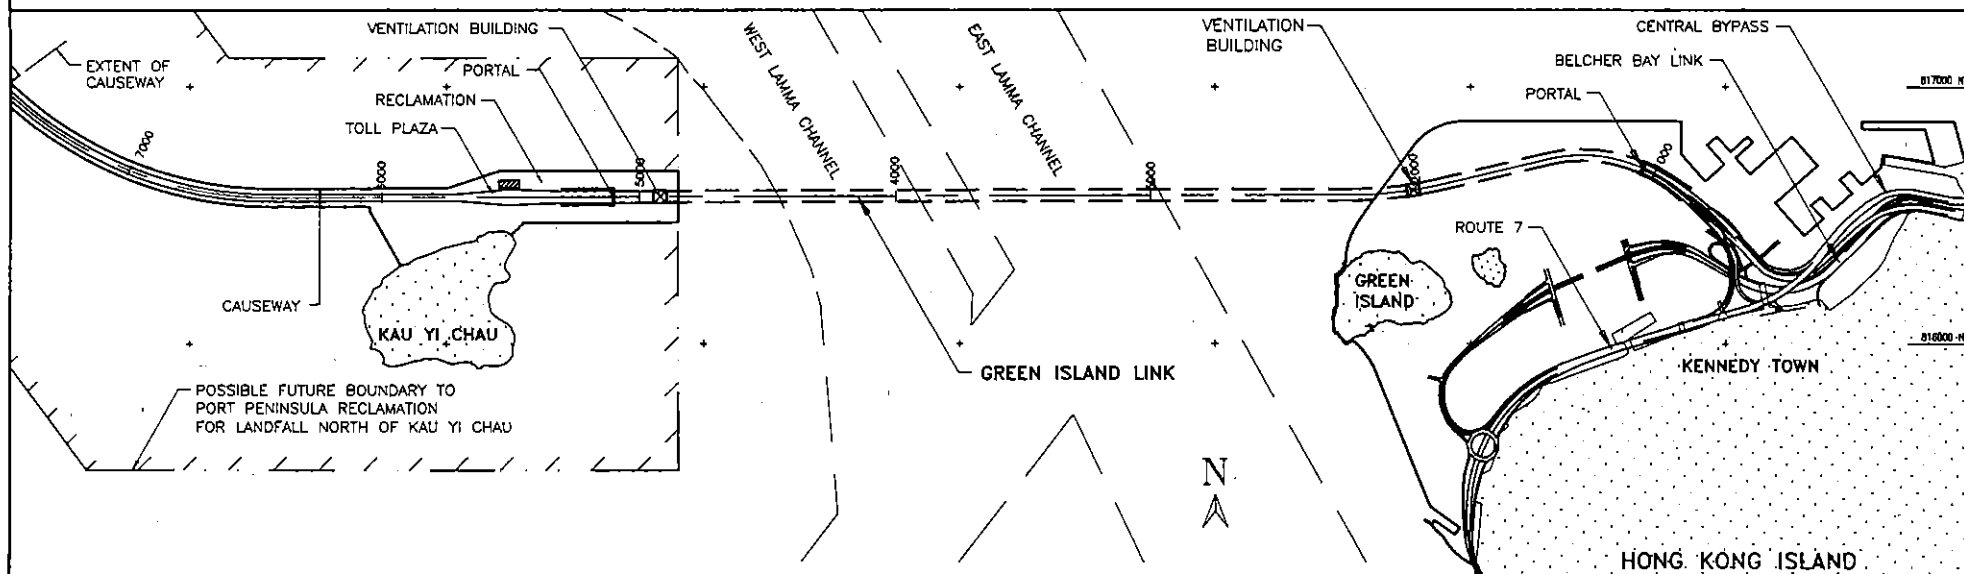 VENTILATION BUILDING
EXTENT OF
CAUSEWAY
PORTAL
RECLAMATION
TOLL PLAZA
7000
5000
4000
WEST LAMMA CHANNEL
EAST LAMMA CHANNEL
VENTILATION
BUILDING
CENTRAL BYPASS
BELCHER BAY LINK
PORTAL
817000 N
ROUTE 7
GREEN
ISLAND
CAUSEWAY
KAU YI CHAU
GREEN ISLAND LINK
816000 N
KENNEDY TOWN
POSSIBLE FUTURE BOUNDARY TO
PORT PENINSULA RECLAMATION
FOR LANDFALL NORTH OF KAU YI CHAU
N
HONG KONG ISLAND